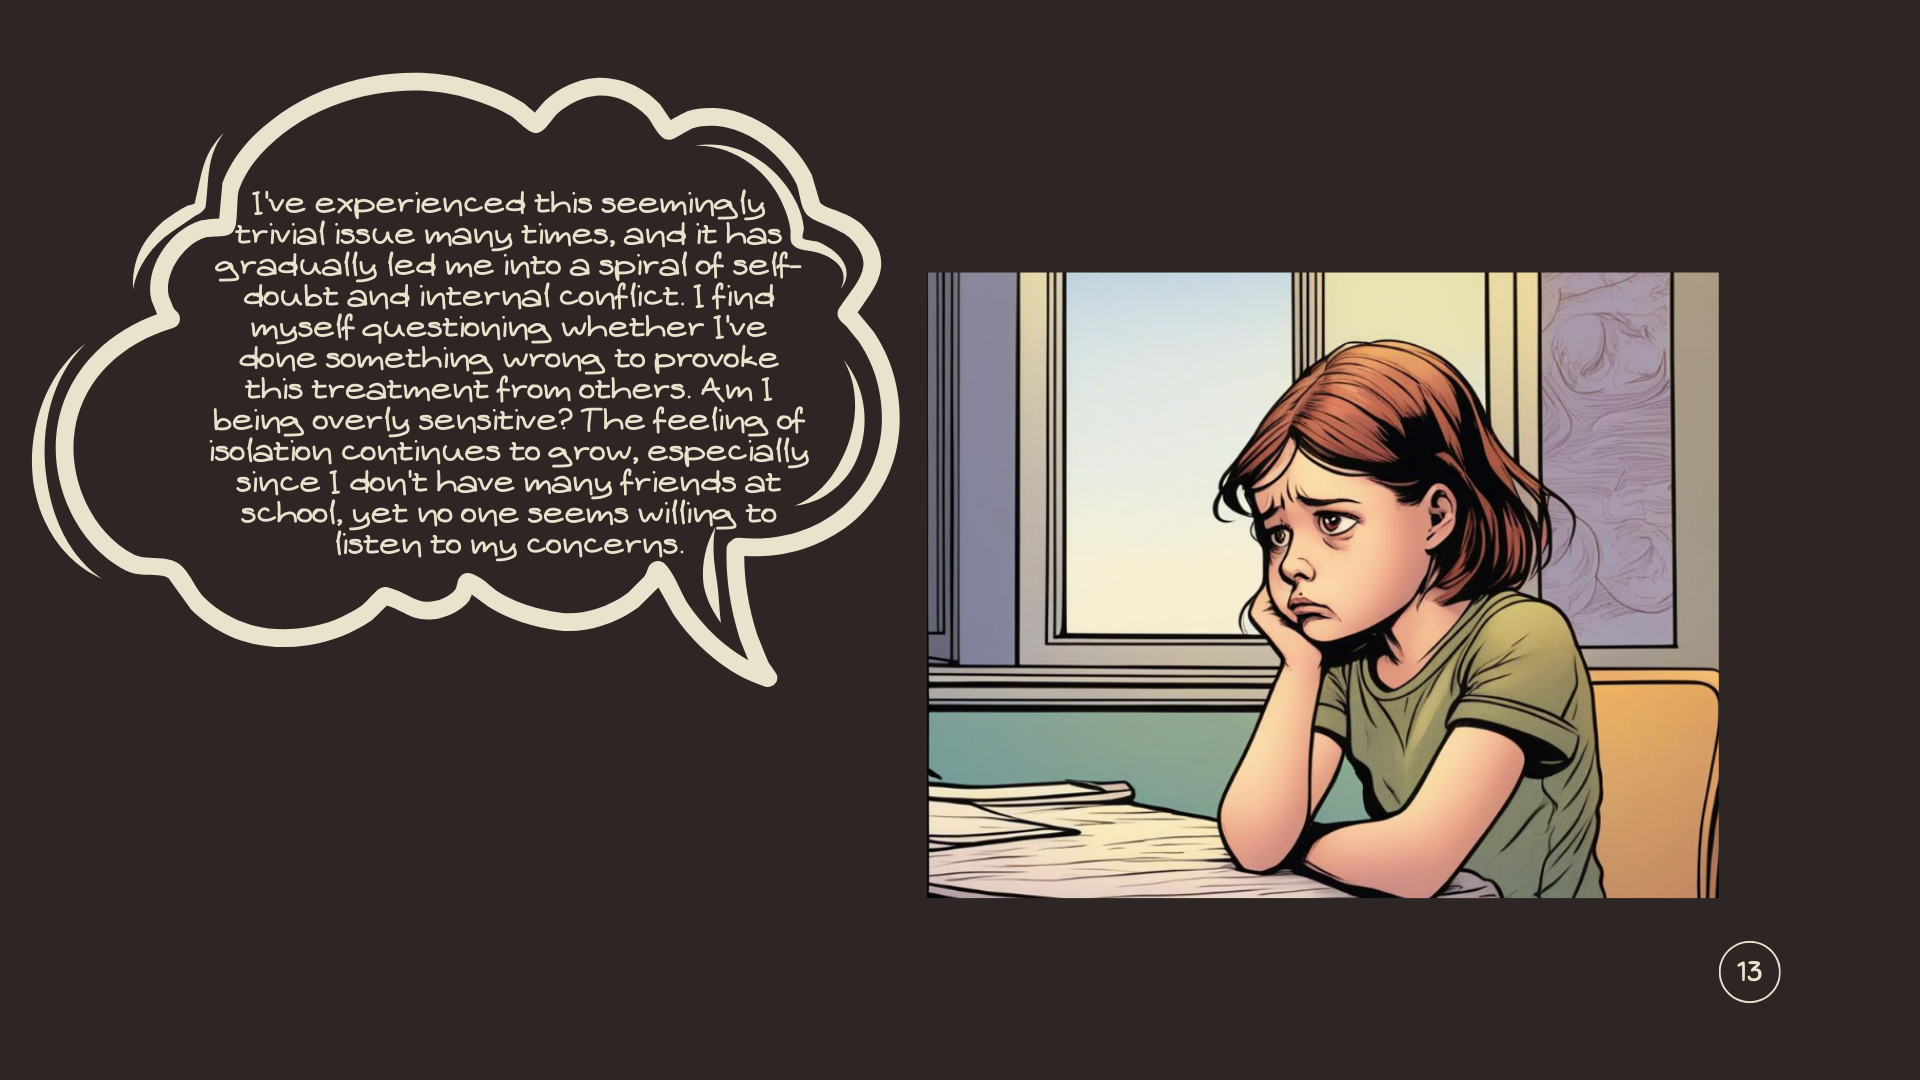 I've experienced this seemingly
trivial issue many times, and it has
gradually led me into a spiral of self-
doubt and internal conflict. I find
myself questioning whether I've
done something wrong to provoke
this treatment from others. Am I
being overly sensitive? The feeling of
isolation continues to grow, especially
since I don't have many friends at
school, yet no one seems willing to
listen to my concerns.
13